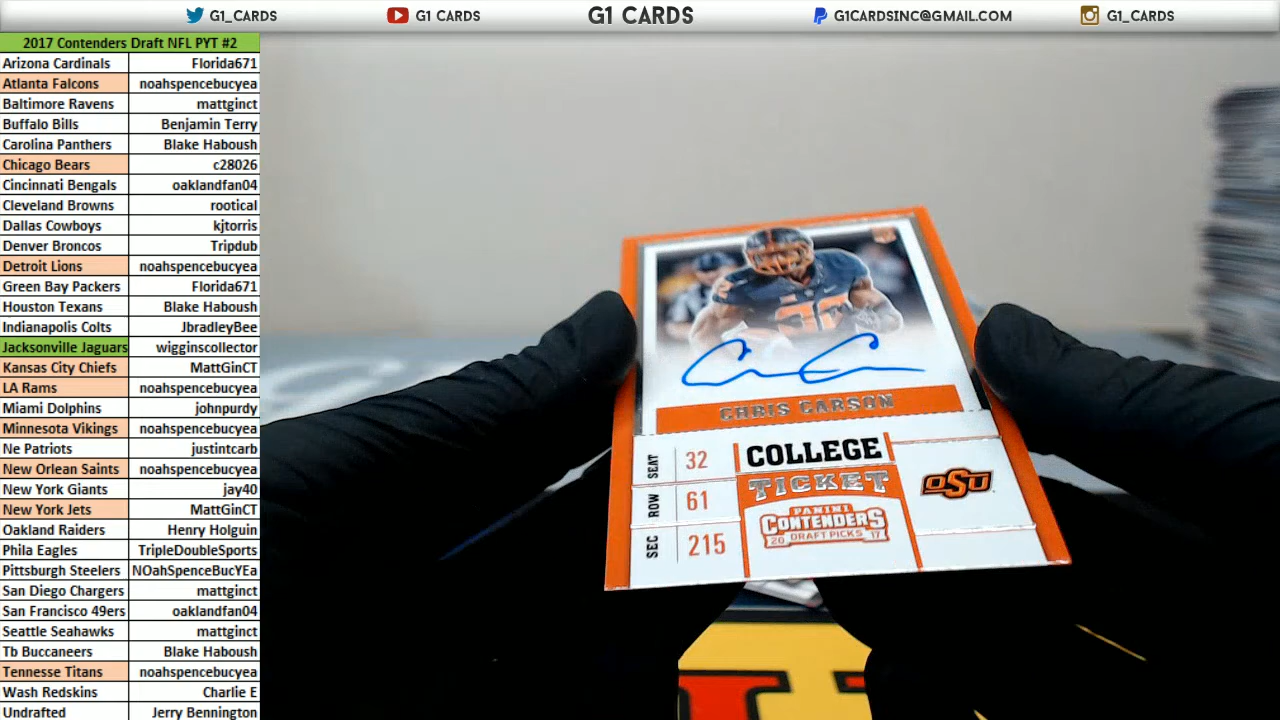 G1_CARDS G1 CARDS G1 CARDS G1CARDSINC@GMAIL.COM G1_CARDS
2017 Contenders Draft NFL PYT #2
Arizona Cardinals Florida671
Atlanta Falcons noahspencebucyea
Baltimore Ravens mattginct
Buffalo Bills Benjamin Terry
Carolina Panthers Blake Haboush
Chicago Bears c28026
Cincinnati Bengals oaklandfan04
Cleveland Browns rootical
Dallas Cowboys kjtorris
Denver Broncos Tripdub
Detroit Lions noahspencebucyea
Green Bay Packers Florida671
Houston Texans Blake Haboush
Indianapolis Colts JbradleyBee
Jacksonville Jaguars wigginscollector
Kansas City Chiefs MattGinCT
LA Rams noahspencebucyea
Miami Dolphins johnpurdy
Minnesota Vikings noahspencebucyea
Ne Patriots justintcarb
New Orlean Saints noahspencebucyea
New York Giants jay40
New York Jets MattGinCT
Oakland Raiders Henry Holguin
Phila Eagles TripleDoubleSports
Pittsburgh Steelers NOahSpenceBucYEa
San Diego Chargers mattginct
San Francisco 49ers oaklandfan04
Seattle Seahawks mattginct
Tb Buccaneers Blake Haboush
Tennesse Titans noahspencebucyea
Wash Redskins Charlie E
Undrafted Jerry Bennington
CHRIS CARSON
SEAT 32
ROW 61
SEC 215
COLLEGE
TICKET
PANINI
CONTENDERS
20 DRAFT PICKS 17
OSU